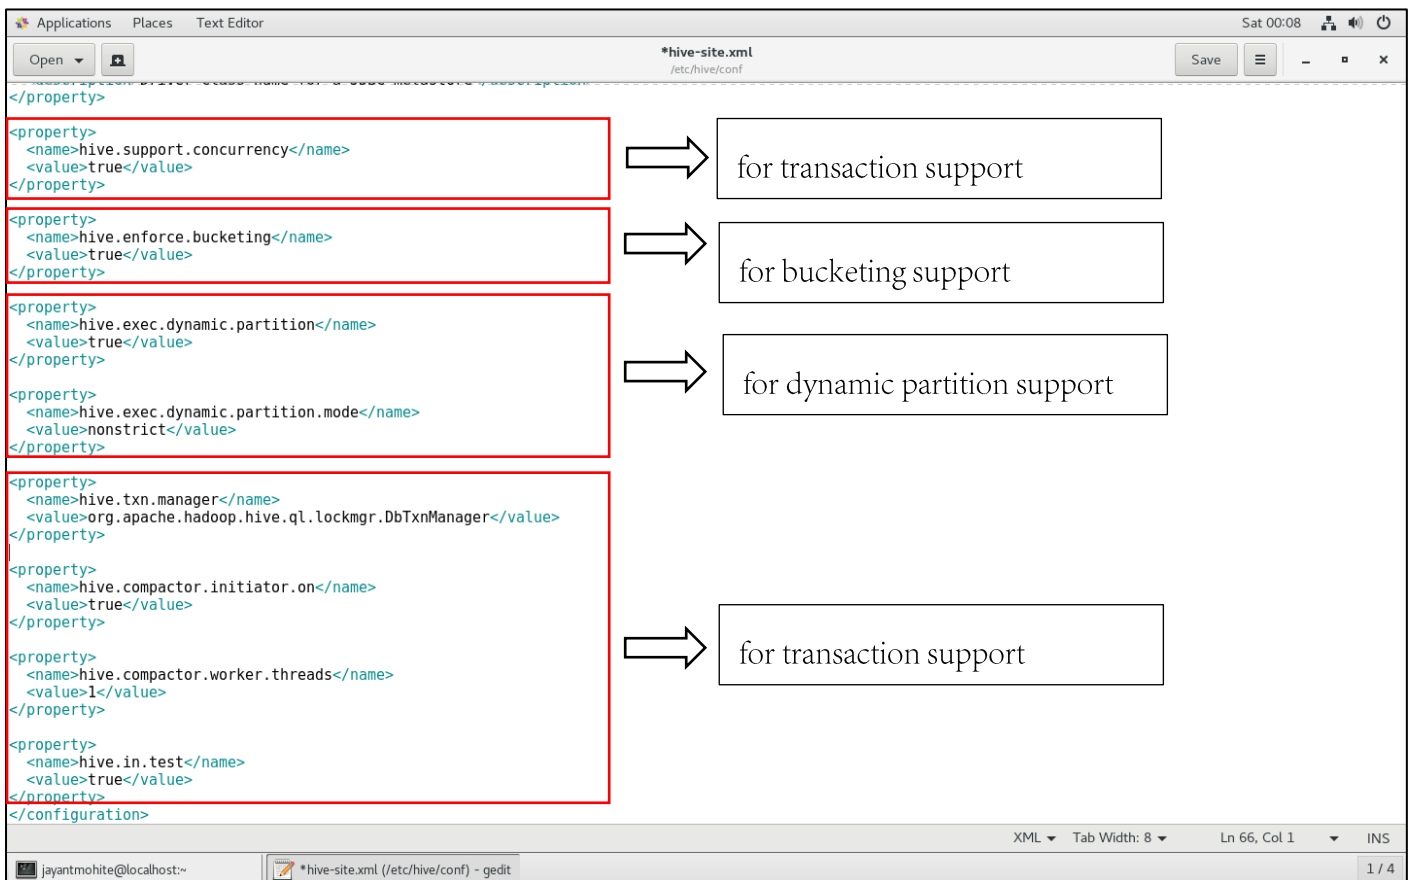 Applications Places Text Editor Sat 00:08
Open *hive-site.xml Save
/etc/hive/conf
</property>
<property>
<name>hive.support.concurrency</name>
<value>true</value>
</property>
for transaction support
<property>
<name>hive.enforce.bucketing</name>
<value>true</value>
</property>
for bucketing support
<property>
<name>hive.exec.dynamic.partition</name>
<value>true</value>
</property>
<property>
<name>hive.exec.dynamic.partition.mode</name>
<value>nonstrict</value>
</property>
for dynamic partition support
<property>
<name>hive.txn.manager</name>
<value>org.apache.hadoop.hive.ql.lockmgr.DbTxnManager</value>
</property>
<property>
<name>hive.compactor.initiator.on</name>
<value>true</value>
</property>
<property>
<name>hive.compactor.worker.threads</name>
<value>1</value>
</property>
<property>
<name>hive.in.test</name>
<value>true</value>
</property>
for transaction support
</configuration>
XML Tab Width: 8 Ln 66, Col 1 INS
jayantmohite@localhost:~ *hive-site.xml (/etc/hive/conf) - gedit 1 / 4